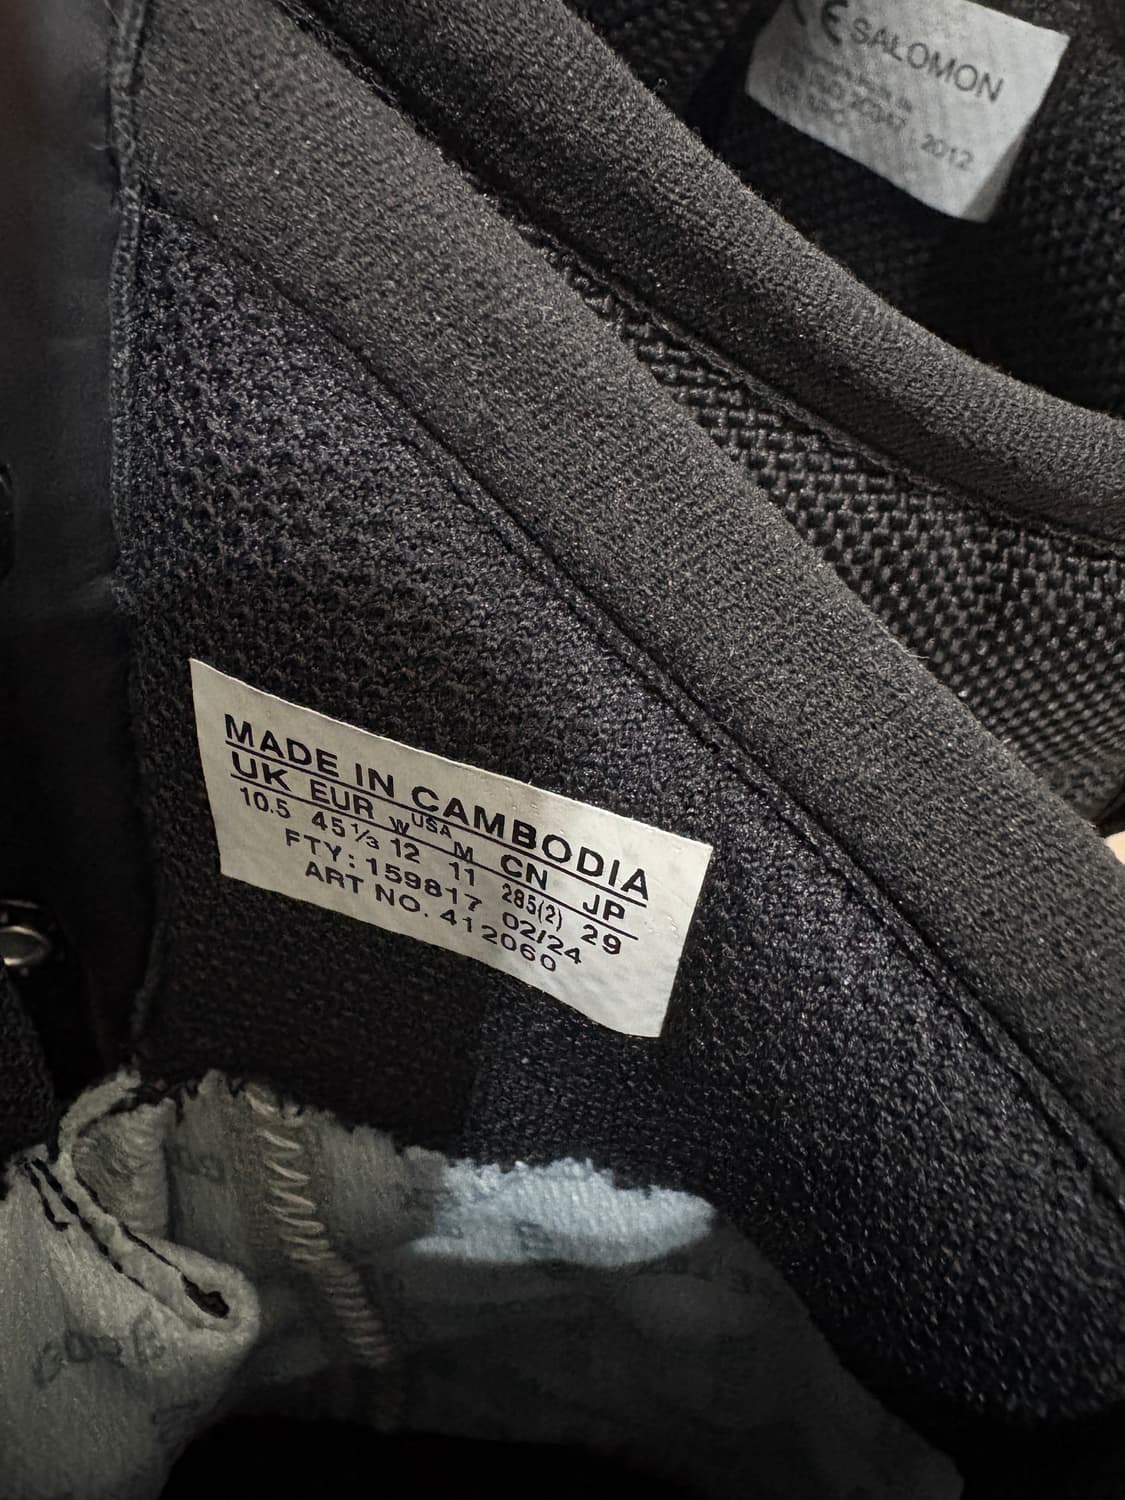 SALOMON
2012
MADE IN CAMBODIA
UK EUR W USA M CN JP
10.5 45⅓ 12 11 285(2) 29
FTY: 159817 02/24
ART NO. 412060